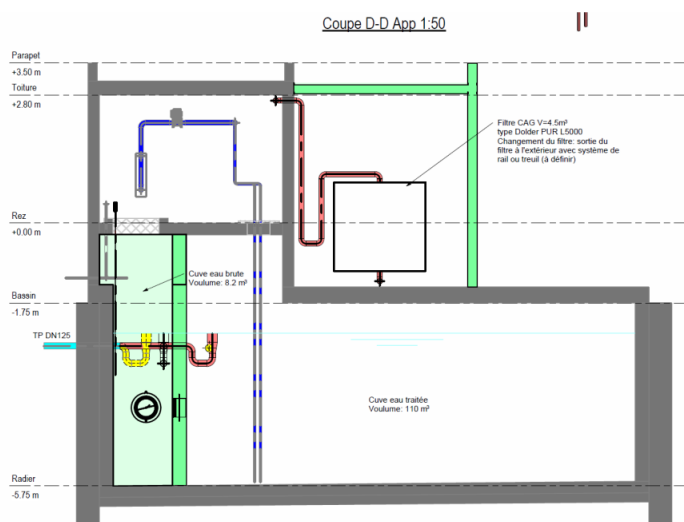 Coupe D-D App 1:50
Parapet
+3.50 m
Toiture
+2.80 m
Filtre CAG V=4.5m³
type Dolder PUR L5000
Changement du filtre: sortie du
filtre à l'extérieur avec système de
rail ou treuil (à définir)
Rez
+0.00 m
Cuve eau brute
Volume: 8.2 m³
Bassin
-1.75 m
TP DN125
Cuve eau traitée
Voulume: 110 m³
Radier
-5.75 m